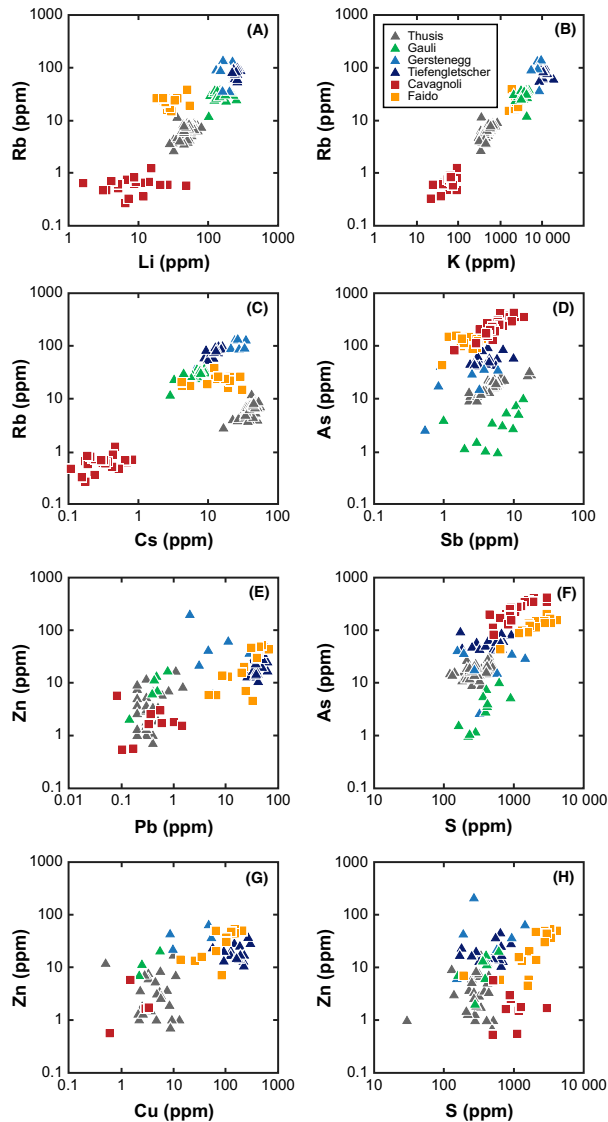 1000
100
10
1
0.1
Rb (ppm)
(A)
1
10
100
1000
Li (ppm)
1000
100
10
1
0.1
Rb (ppm)
(B)
Thusis
Gauli
Gerstenegg
Tiefengletscher
Cavagnoli
Faido
1
10
100
1000
10 000
K (ppm)
1000
100
10
1
0.1
Rb (ppm)
(C)
0.1
1
10
100
Cs (ppm)
1000
100
10
1
0.1
As (ppm)
(D)
0.1
1
10
100
Sb (ppm)
1000
100
10
1
0.1
Zn (ppm)
(E)
0.01
0.1
1
10
100
Pb (ppm)
1000
100
10
1
0.1
As (ppm)
(F)
10
100
1000
10 000
S (ppm)
1000
100
10
1
0.1
Zn (ppm)
(G)
0.1
1
10
100
1000
Cu (ppm)
1000
100
10
1
0.1
Zn (ppm)
(H)
10
100
1000
10 000
S (ppm)